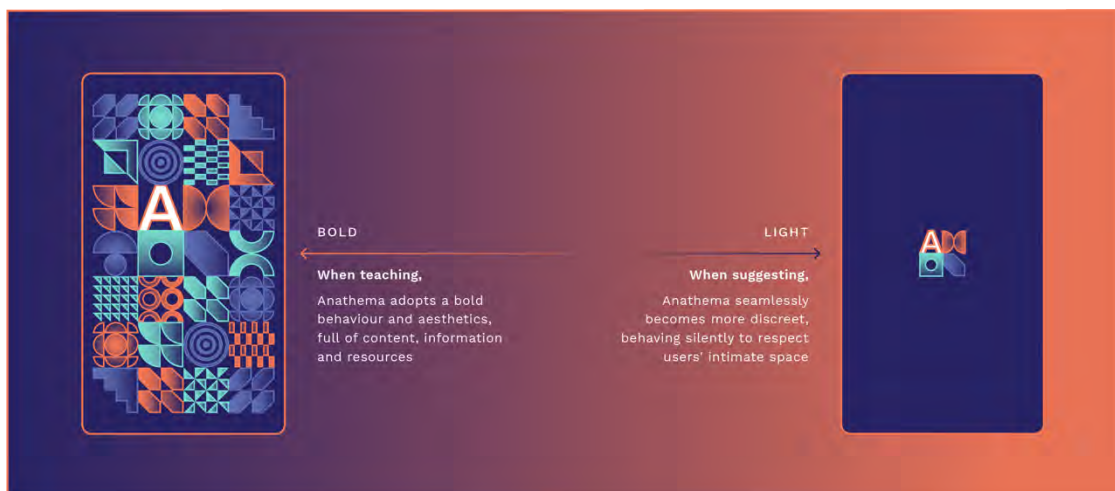 A
BOLD
When teaching,
Anathema adopts a bold
behaviour and aesthetics,
full of content, information
and resources
LIGHT
When suggesting,
Anathema seamlessly
becomes more discreet,
behaving silently to respect
users' intimate space
A